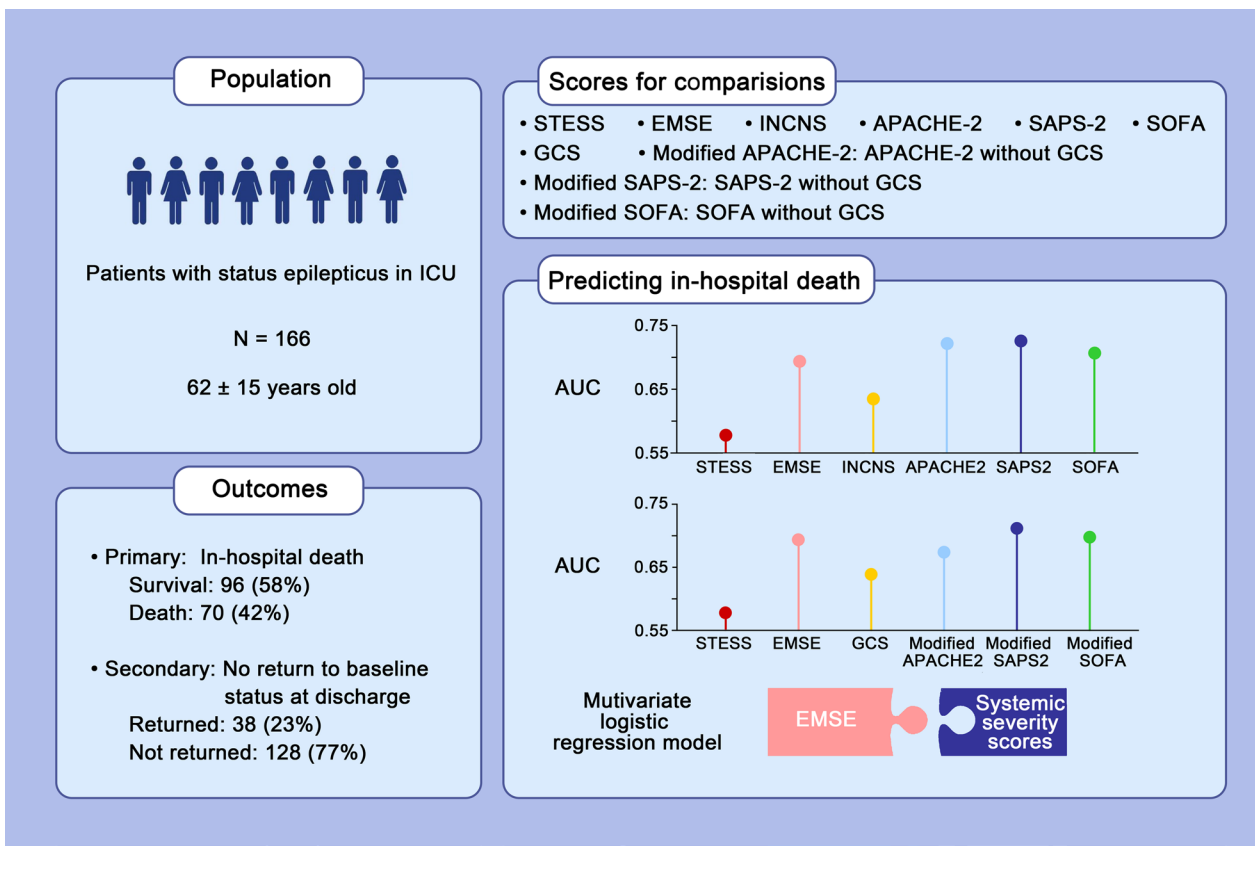 Population
Patients with status epilepticus in ICU
N = 166
62 ± 15 years old
Outcomes
• Primary: In-hospital death
Survival: 96 (58%)
Death: 70 (42%)
• Secondary: No return to baseline
status at discharge
Returned: 38 (23%)
Not returned: 128 (77%)
Scores for comparisions
• STESS • EMSE • INCNS • APACHE-2 • SAPS-2 • SOFA
• GCS • Modified APACHE-2: APACHE-2 without GCS
• Modified SAPS-2: SAPS-2 without GCS
• Modified SOFA: SOFA without GCS
Predicting in-hospital death
0.75
AUC 0.65
0.55
STESS EMSE INCNS APACHE2 SAPS2 SOFA
0.75
AUC 0.65
0.55
STESS EMSE GCS Modified Modified Modified
APACHE2 SAPS2 SOFA
Mutivariate
logistic
regression model
EMSE
Systemic
severity
scores